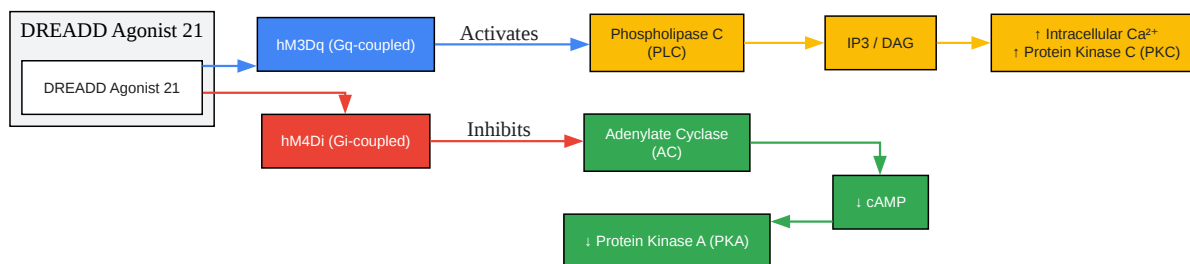 DREADD Agonist 21
DREADD Agonist 21
hM3Dq (Gq-coupled)
Activates
Phospholipase C
(PLC)
IP3 / DAG
↑ Intracellular Ca²⁺
↑ Protein Kinase C (PKC)
hM4Di (Gi-coupled)
Inhibits
Adenylate Cyclase
(AC)
↓ cAMP
↓ Protein Kinase A (PKA)